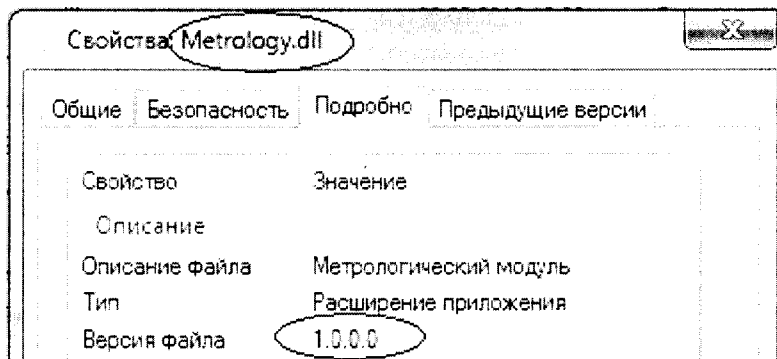 Свойства: Metrology.dll
Общие Безопасность Подробно Предыдущие версии
Свойство Значение
Описание
Описание файла Метрологический модуль
Тип Расширение приложения
Версия файла 1.0.0.0